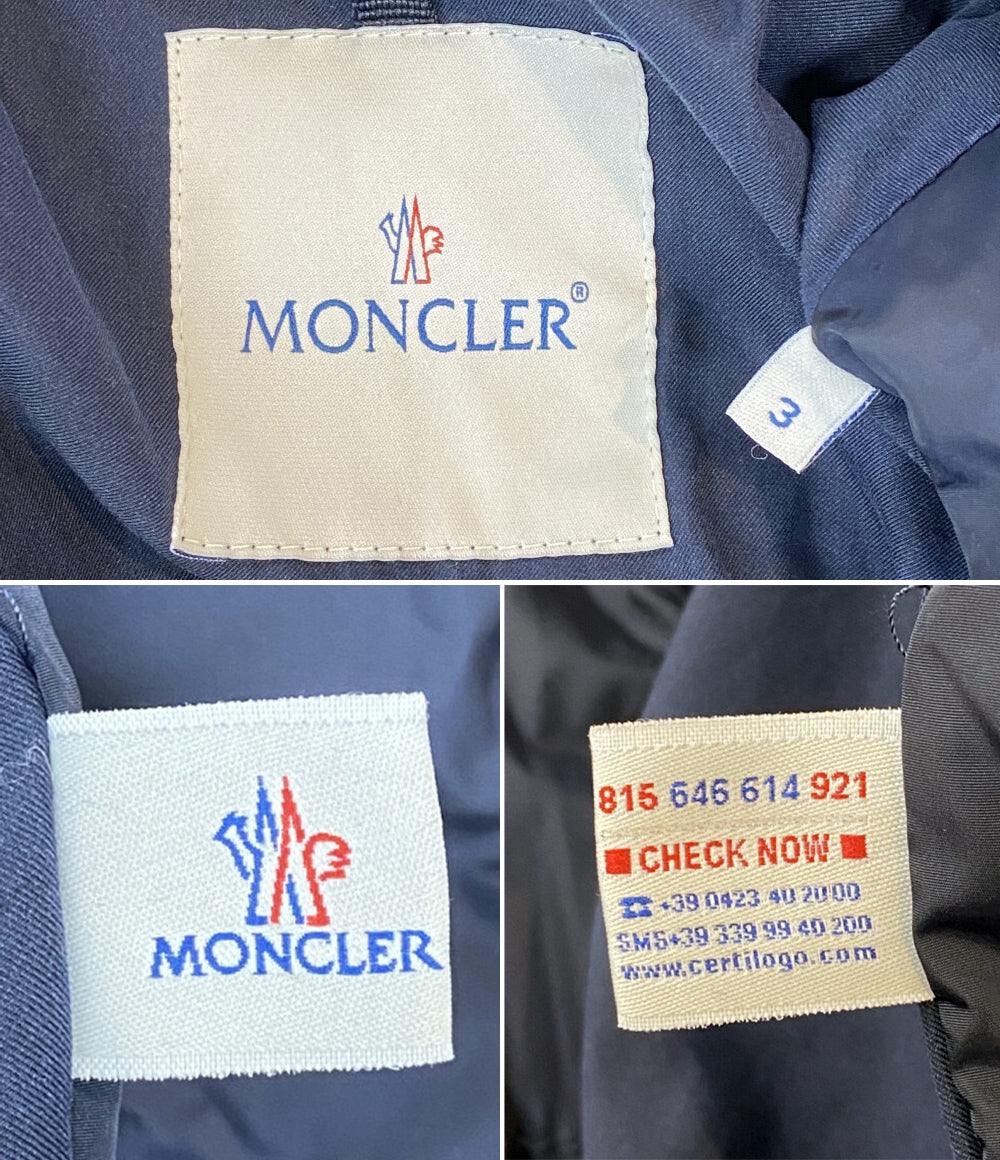 MONCLER®
3
MONCLER
815 646 614 921
CHECK NOW
+39 0423 40 20 00
SMS+39 339 99 40 200
www.certilogo.com